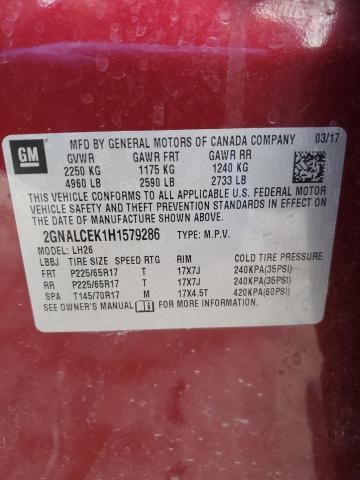 GM
MFD BY GENERAL MOTORS OF CANADA COMPANY 03/17
GVWR GAWR FRT GAWR RR
2250 KG 1175 KG 1240 KG
4960 LB 2590 LB 2733 LB
THIS VEHICLE CONFORMS TO ALL APPLICABLE U.S. FEDERAL
MOTOR VEHICLE SAFETY, BUMPER, AND THEFT PREVENTION STANDARDS IN EFFECT ON
THE DATE OF MANUFACTURE SHOWN ABOVE.
2GNALCEK1H1579286 TYPE: M.P.V.
MODEL: LH26
LBBJ TIRE SIZE SPEED RTG RIM COLD TIRE PRESSURE
FRT P225/65R17 T 17X7J 240KPA(35PSI)
RR P225/65R17 T 17X7J 240KPA(35PSI)
SPA T145/70R17 M 17X4.5T 420KPA(60PSI)
SEE OWNER'S MANUAL FOR ADDITIONAL INFORMATION.